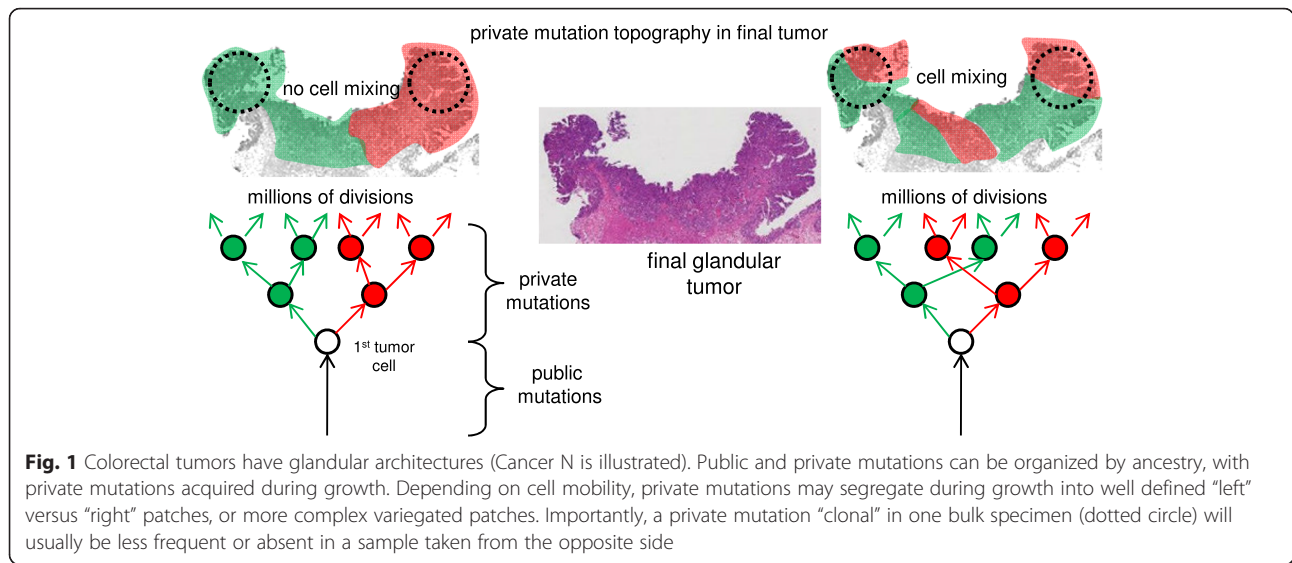 private mutation topography in final tumor
no cell mixing
cell mixing
millions of divisions
millions of divisions
final glandular
tumor
private
mutations
1st tumor
cell
public
mutations
Fig. 1 Colorectal tumors have glandular architectures (Cancer N is illustrated). Public and private mutations can be organized by ancestry, with
private mutations acquired during growth. Depending on cell mobility, private mutations may segregate during growth into well defined “left”
versus “right” patches, or more complex variegated patches. Importantly, a private mutation “clonal” in one bulk specimen (dotted circle) will
usually be less frequent or absent in a sample taken from the opposite side